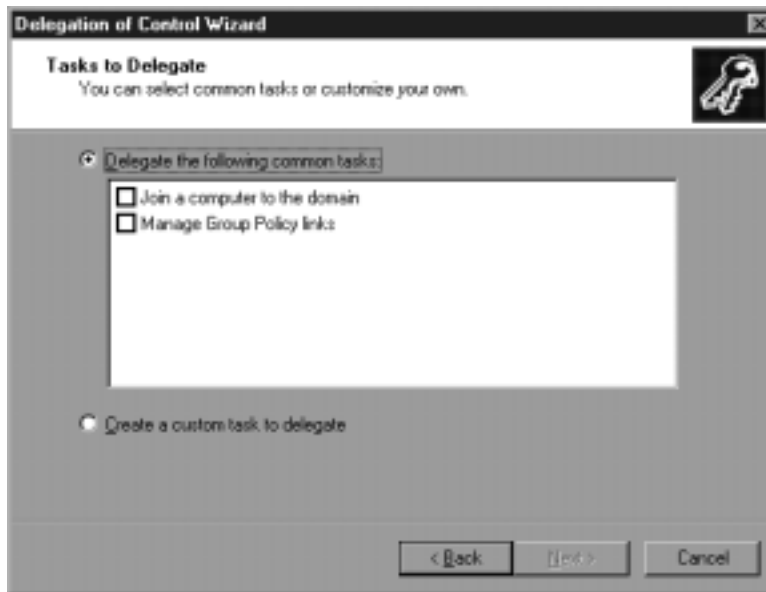 Delegation of Control Wizard
Tasks to Delegate
You can select common tasks or customize your own.
Delegate the following common tasks:
Join a computer to the domain
Manage Group Policy links
Create a custom task to delegate
< Back
Next >
Cancel